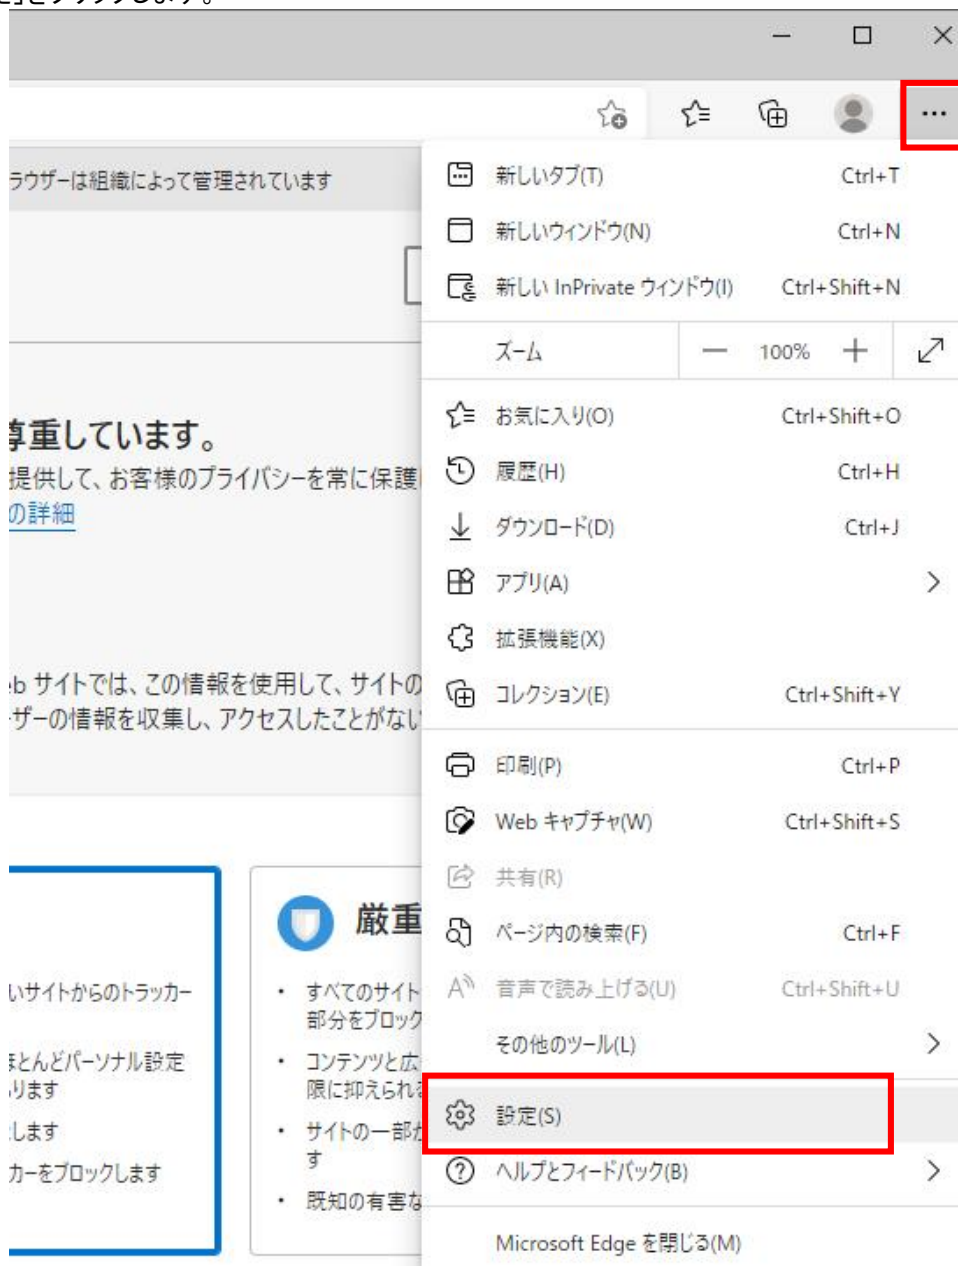 定]をクリックします。
ラウザーは組織によって管理されています
新しいタブ(T) Ctrl+T
新しいウィンドウ(N) Ctrl+N
新しい InPrivate ウィンドウ(I) Ctrl+Shift+N
ズーム — 100% +
お気に入り(O) Ctrl+Shift+O
履歴(H) Ctrl+H
ダウンロード(D) Ctrl+J
アプリ(A)
拡張機能(X)
コレクション(E) Ctrl+Shift+Y
印刷(P) Ctrl+P
Web キャプチャ(W) Ctrl+Shift+S
共有(R)
ページ内の検索(F) Ctrl+F
音声で読み上げる(U) Ctrl+Shift+U
その他のツール(L)
設定(S)
ヘルプとフィードバック(B)
Microsoft Edge を閉じる(M)
尊重しています。
提供して、お客様のプライバシーを常に保護
の詳細
eb サイトでは、この情報を使用して、サイトの
ザーの情報を収集し、アクセスしたことがない
いサイトからのトラッカー
ほとんどパーソナル設定
ります
します
カーをブロックします
厳重
• すべてのサイト
部分をブロック
• コンテンツと広
限に抑えられ
• サイトの一部が
す
• 既知の有害な